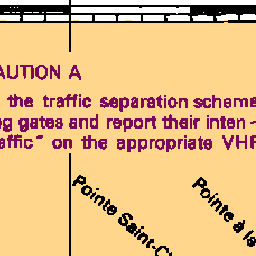 AUTION A
the traffic separation scheme
g gates and report their inten-
affic" on the appropriate VHF
Pointe Saint-C
Pointe à la